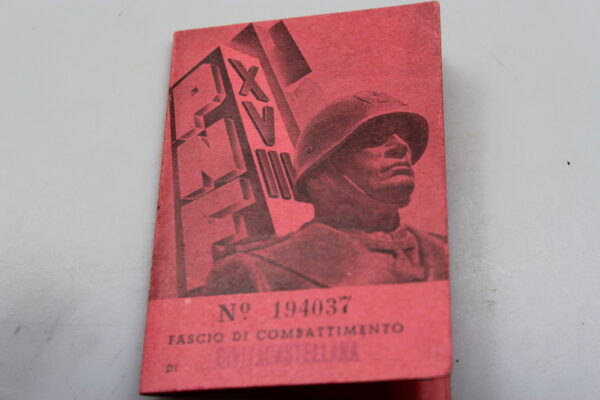 PNF
XVIII
Nº 194037
FASCIO DI COMBATTIMENTO
DI CIVITACASTELLANA